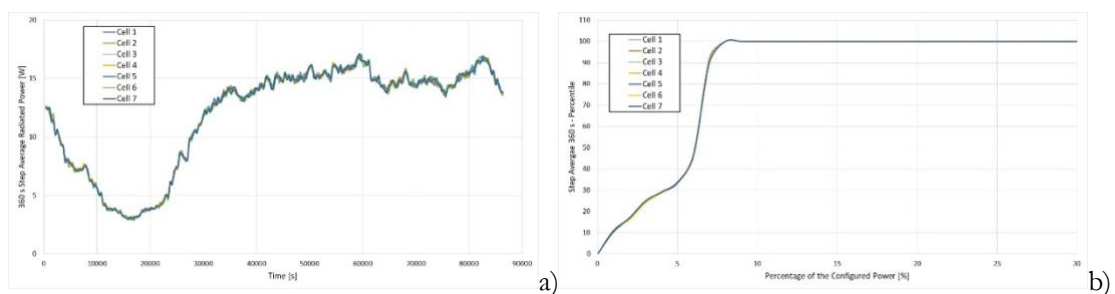 20
15
10
5
0
360 s Step Average Radiated Power [W]
Cell 1
Cell 2
Cell 3
Cell 4
Cell 5
Cell 6
Cell 7
0 10000 20000 30000 40000 50000 60000 70000 80000 90000
Time [s]
a)
110
100
90
80
70
60
50
40
30
20
10
0
Step Avergae 360 s - Percentile
Cell 1
Cell 2
Cell 3
Cell 4
Cell 5
Cell 6
Cell 7
0 5 10 15 20 25 30
Percentage of the Configured Power [%]
b)